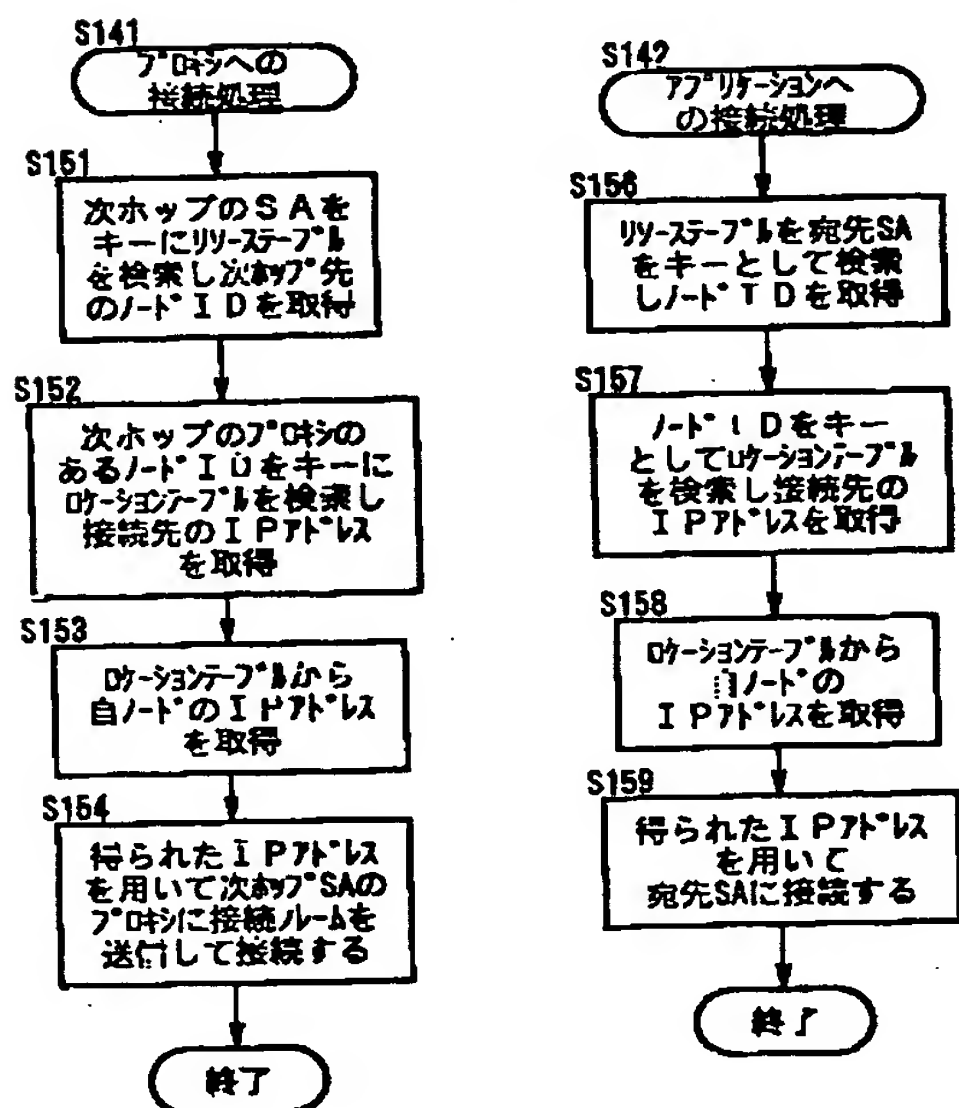 S141
プロキシへの
接続処理
S151
次ホップのSAを
キーにリソーステーブル
を検索し次ホップ先
のノードIDを取得
S152
次ホップのプロキシの
あるノードIDをキーに
ロケーションテーブルを検索し
接続先のIPアドレス
を取得
S153
ロケーションテーブルから
自ノードのIPアドレス
を取得
S154
得られたIPアドレス
を用いて次ホップSAの
プロキシに接続フレームを
送付して接続する
終了
S142
アプリケーションへ
の接続処理
S156
リソーステーブルを宛先SA
をキーとして検索
しノードIDを取得
S157
ノードIDをキー
としてロケーションテーブル
を検索し接続先の
IPアドレスを取得
S158
ロケーションテーブルから
自ノードの
IPアドレスを取得
S159
得られたIPアドレス
を用いて
宛先SAに接続する
終了